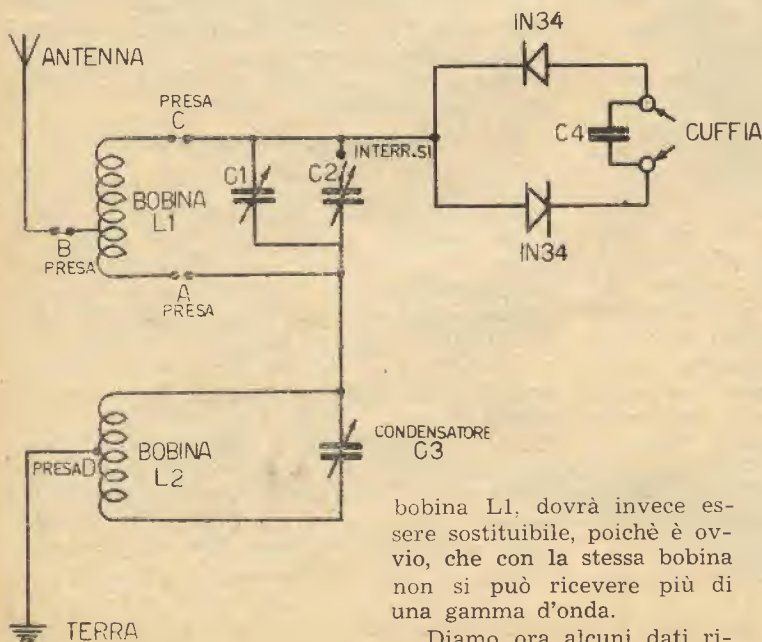 IN34
ANTENNA
PRESA
C
INTERR.S1
C4
CUFFIA
C1
C2
BOBINA
L1
B
PRESA
IN34
A
PRESA
CONDENSATORE
C3
BOBINA
L2
PRESA D
TERRA
bobina L1, dovrà invece es-
sere sostituibile, poichè è ov-
vio, che con la stessa bobina
non si può ricevere più di
una gamma d'onda.
Diamo ora alcuni dati ri-